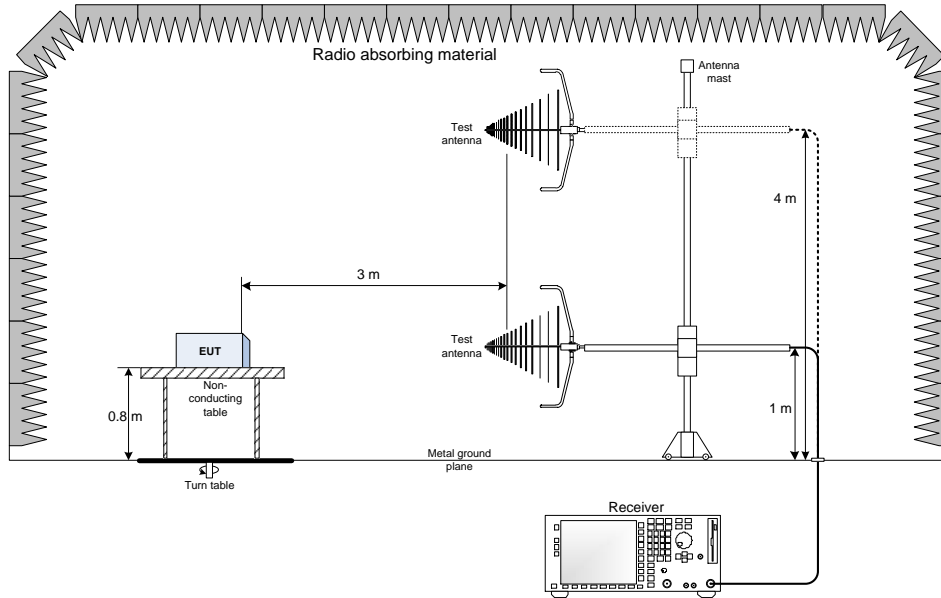 Radio absorbing material
Antenna
mast
Test
antenna
4 m
3 m
Test
antenna
EUT
Non-
conducting
table
0.8 m
1 m
Metal ground
plane
Turn table
Receiver